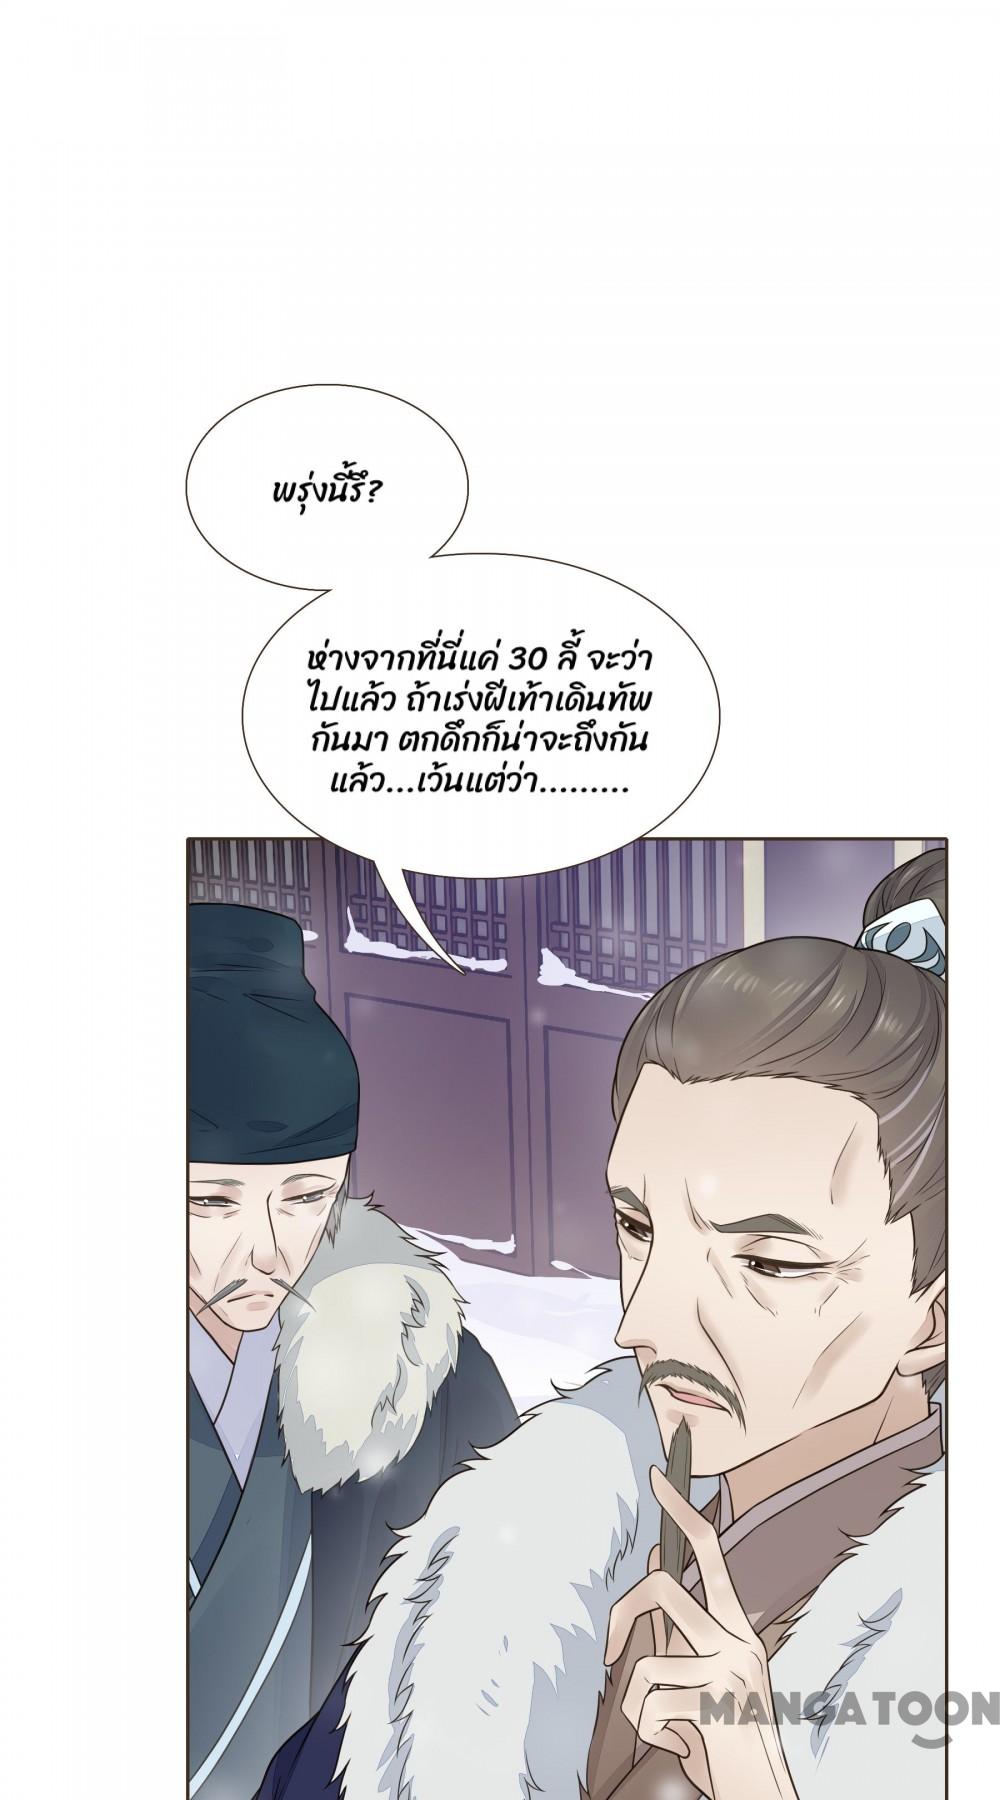 พรุ่งนี้รึ?
ห่างจากที่นี่แค่ 30 ลี้ จะว่า
ไปแล้ว ถ้าเร่งฝีเท้าเดินทัพ
กันมา ตกดึกก็น่าจะถึงกัน
แล้ว...เว้นแต่ว่า.........
MANGATOON